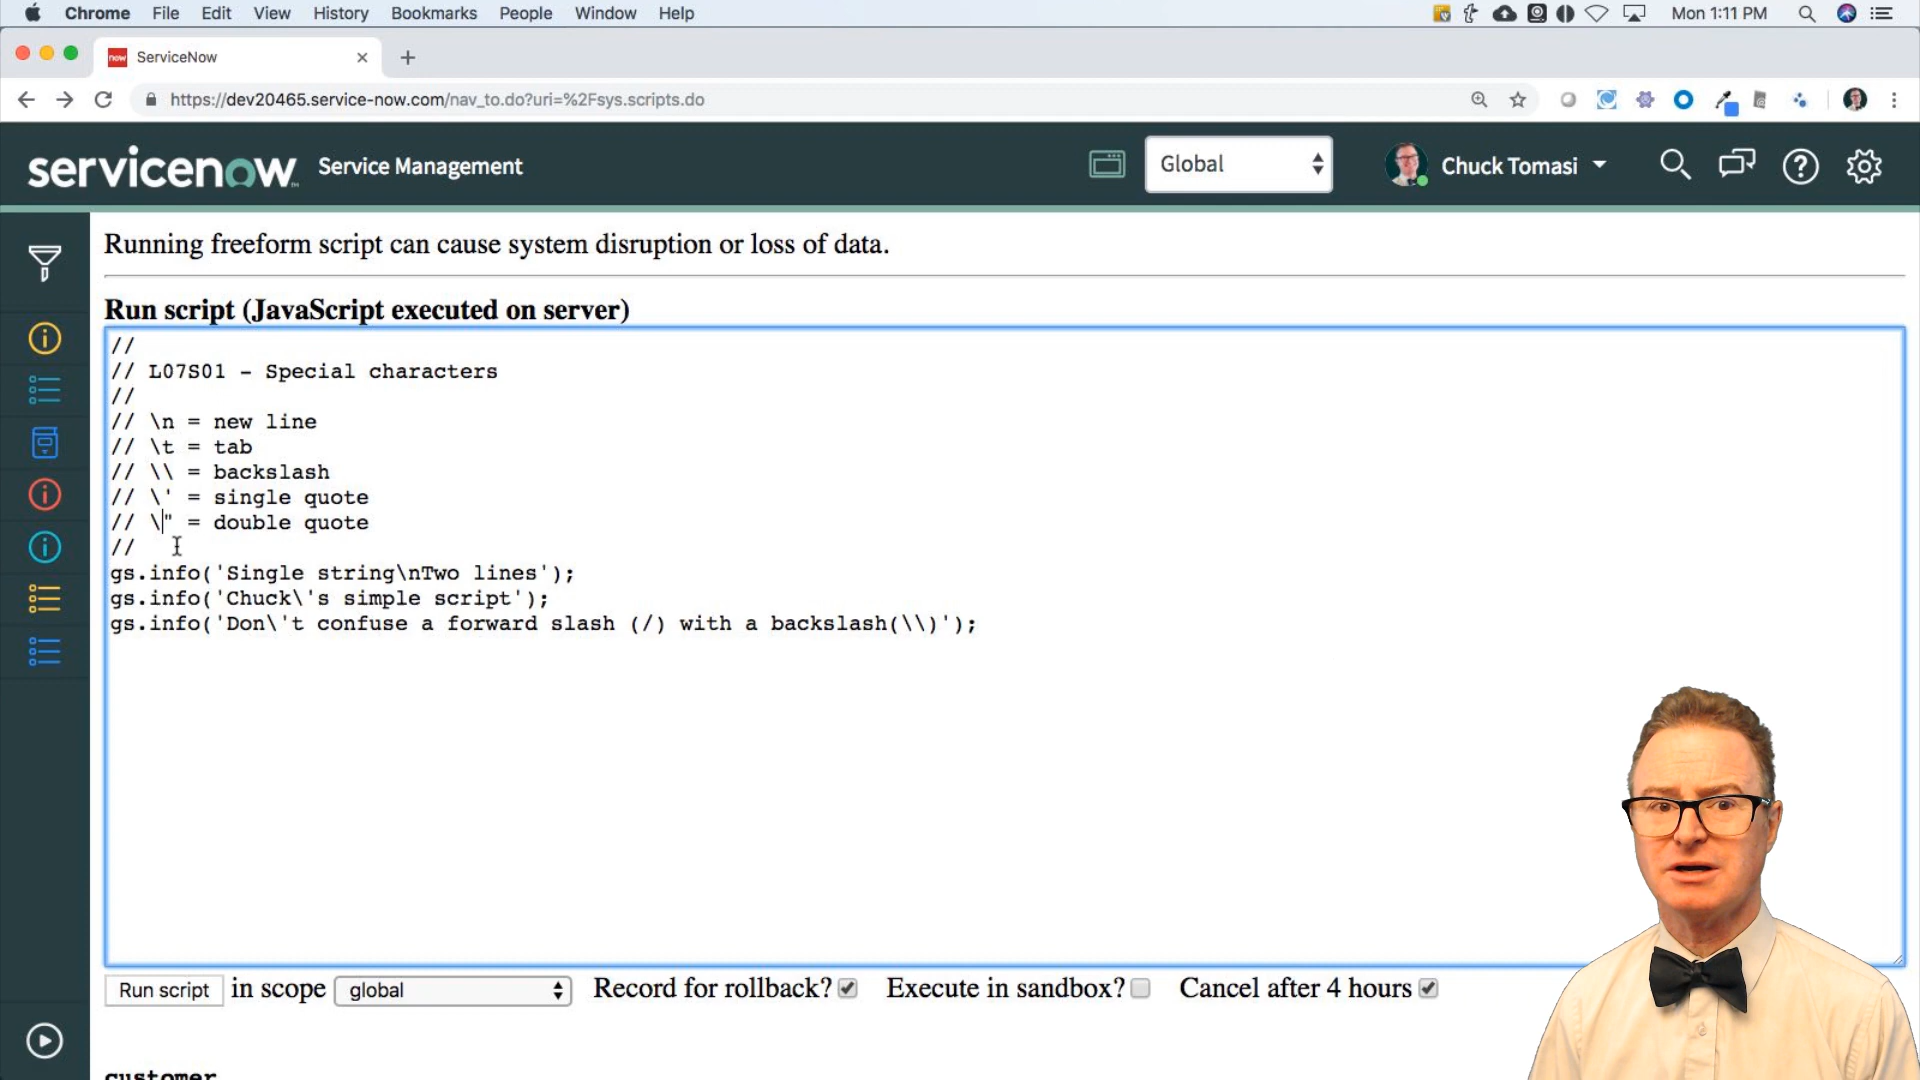 Chrome File Edit View History Bookmarks People Window Help Mon 1:11 PM
now ServiceNow
https://dev20465.service-now.com/nav_to.do?uri=%2Fsys.scripts.do
servicenow Service Management Global Chuck Tomasi
Running freeform script can cause system disruption or loss of data.
Run script (JavaScript executed on server)
//
// L07S01 - Special characters
//
// \n = new line
// \t = tab
// \\ = backslash
// \' = single quote
// \" = double quote
//
gs.info('Single string\nTwo lines');
gs.info('Chuck\'s simple script');
gs.info('Don\'t confuse a forward slash (/) with a backslash(\\)');
Run script in scope global Record for rollback? Execute in sandbox? Cancel after 4 hours
customer